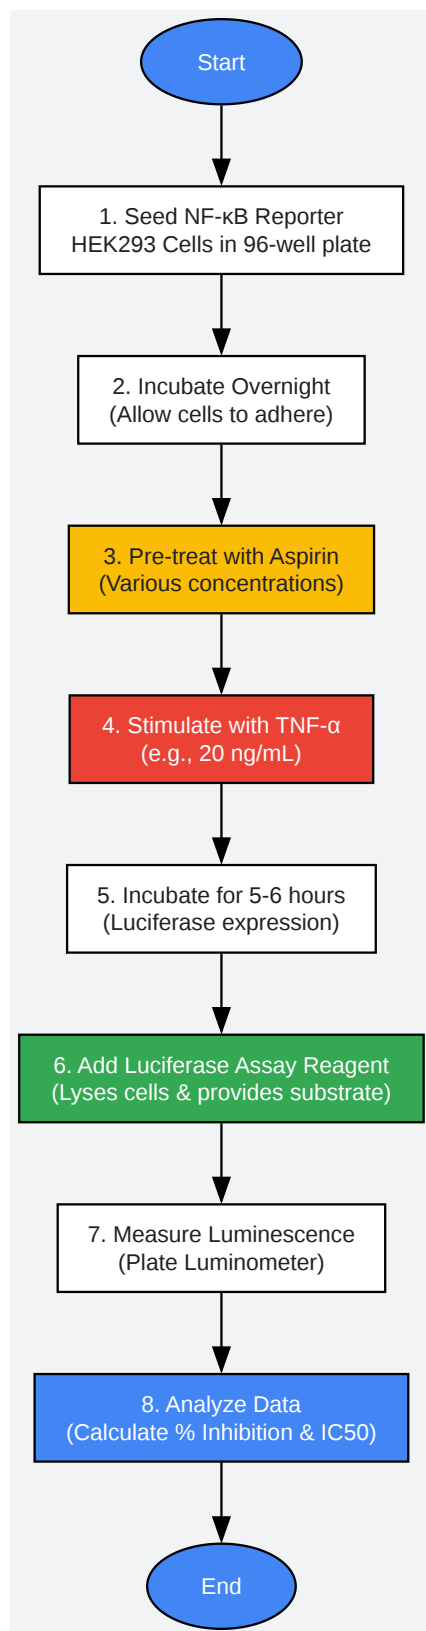 Start
1. Seed NF-κB Reporter
HEK293 Cells in 96-well plate
2. Incubate Overnight
(Allow cells to adhere)
3. Pre-treat with Aspirin
(Various concentrations)
4. Stimulate with TNF-α
(e.g., 20 ng/mL)
5. Incubate for 5-6 hours
(Luciferase expression)
6. Add Luciferase Assay Reagent
(Lyses cells & provides substrate)
7. Measure Luminescence
(Plate Luminometer)
8. Analyze Data
(Calculate % Inhibition & IC50)
End